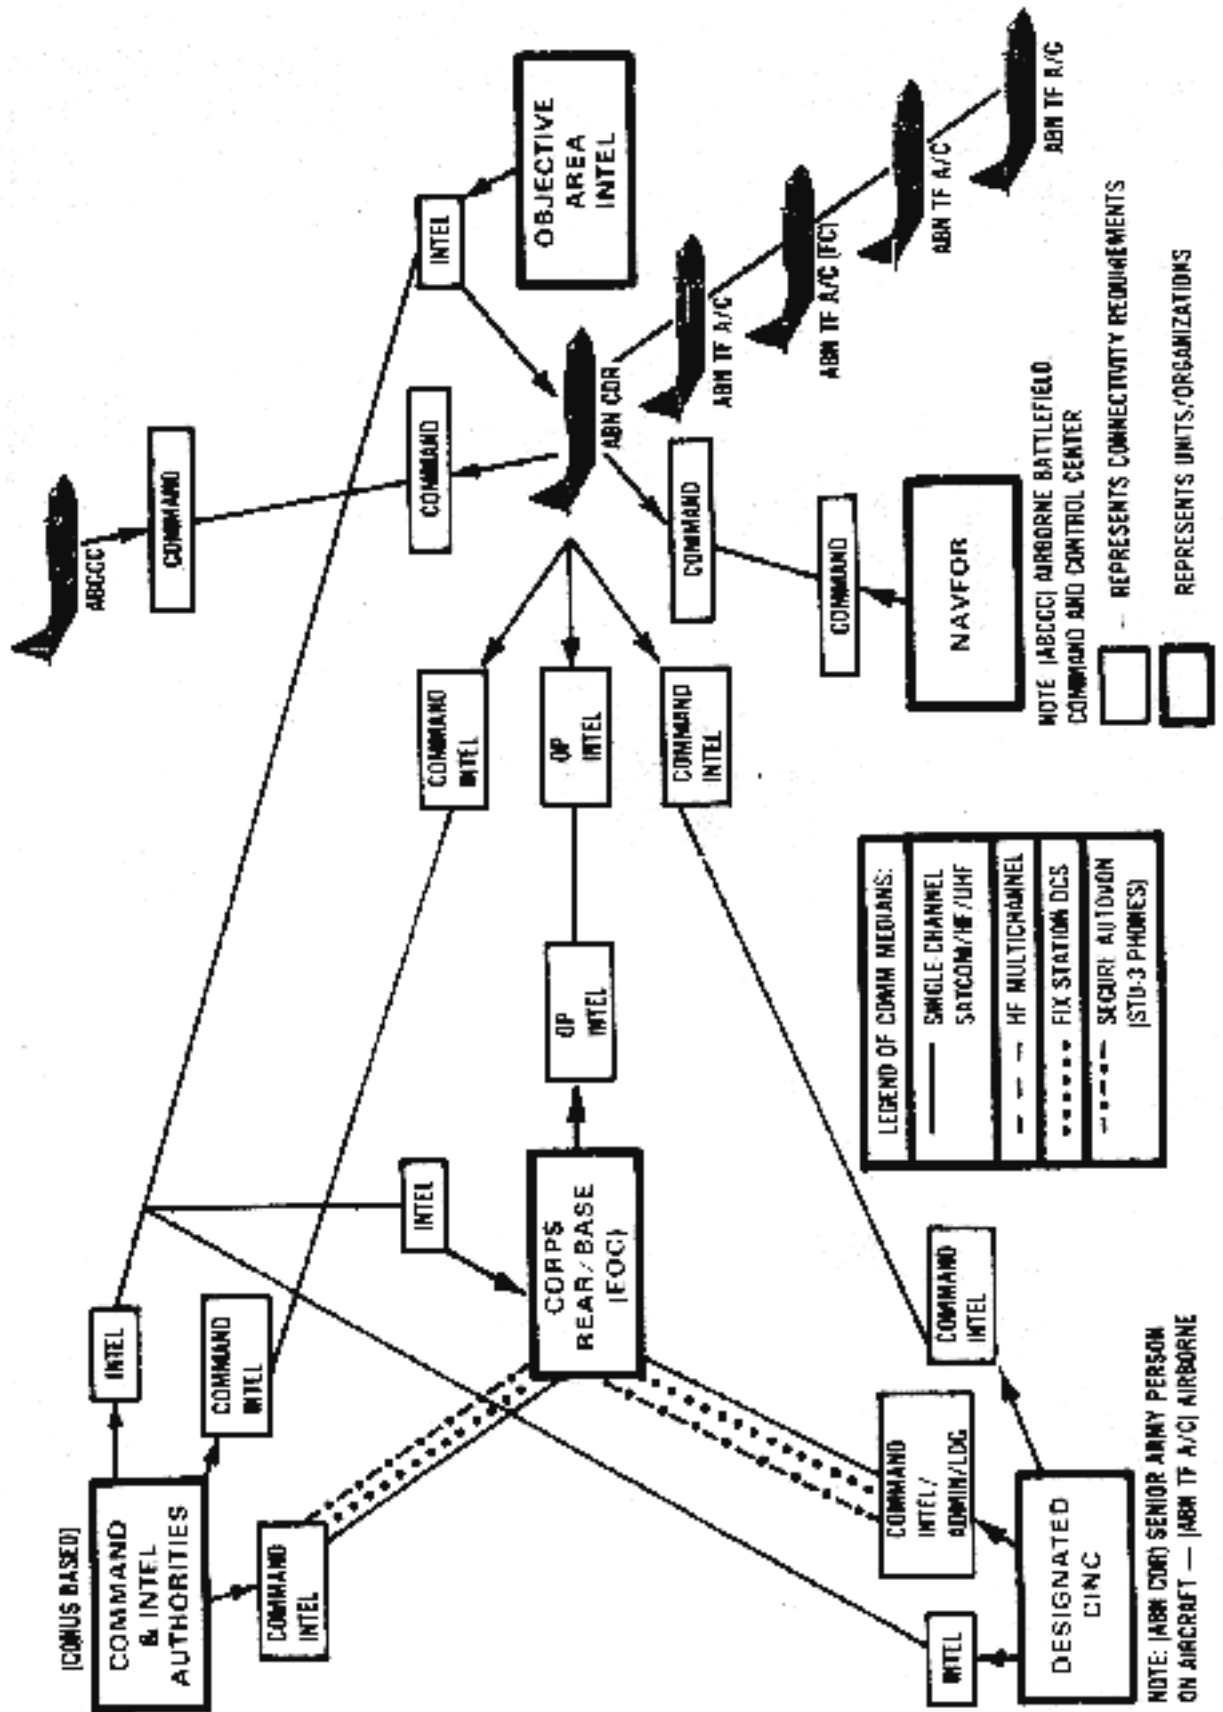 [CONUS BASED]
COMMAND
& INTEL
AUTHORITIES
INTEL
COMMAND
INTEL
COMMAND
INTEL
ABCCC
COMMAND
COMMAND
INTEL
OBJECTIVE
AREA
INTEL
ABN CDR
COMMAND
INTEL
OP
INTEL
COMMAND
INTEL
INTEL
CORPS
REAR/BASE
(EOC)
OP
INTEL
COMMAND
COMMAND
NAVFOR
ABN TF A/C
ABN TF A/C (FC)
ABN TF A/C
ABN TF A/C
INTEL
DESIGNATED
CINC
COMMAND
INTEL/
ADMIN/LOG
COMMAND
INTEL
LEGEND OF COMM MEDIANS:
SINGLE-CHANNEL
SATCOM/HF/UHF
HF MULTICHANNEL
FIX STATION DCS
SECURE AUTOVON
(STU-3 PHONES)
NOTE (ABCCC) AIRBORNE BATTLEFIELD
COMMAND AND CONTROL CENTER
- REPRESENTS CONNECTIVITY REQUIREMENTS
REPRESENTS UNITS/ORGANIZATIONS
NOTE: (ABN CDR) SENIOR ARMY PERSON
ON AIRCRAFT — (ABN TF A/C) AIRBORNE